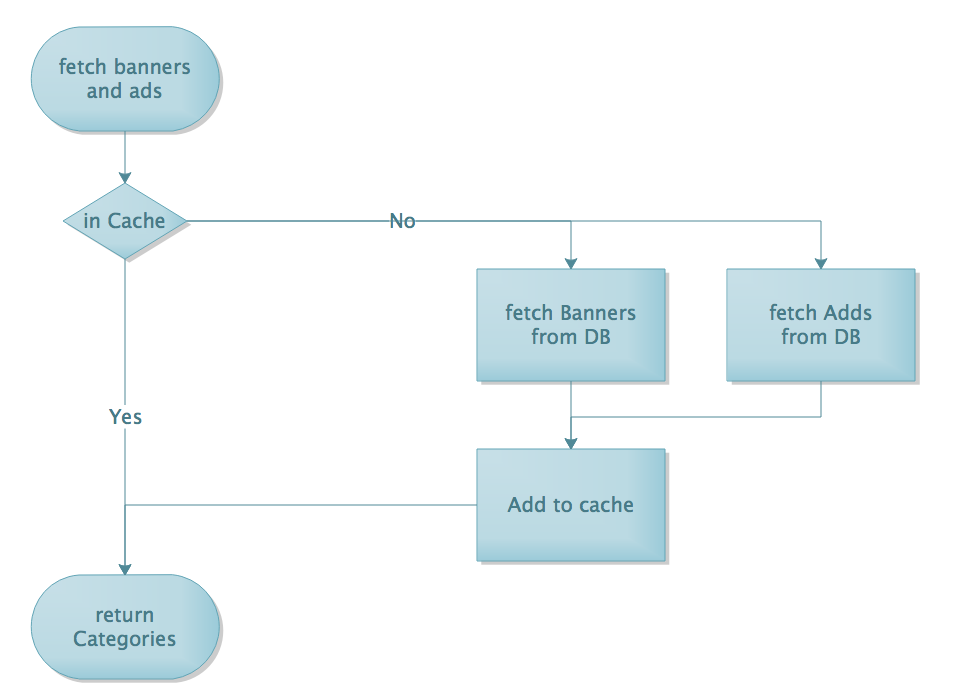 fetch banners
and ads
in Cache
No
fetch Banners
from DB
fetch Adds
from DB
Yes
Add to cache
return
Categories